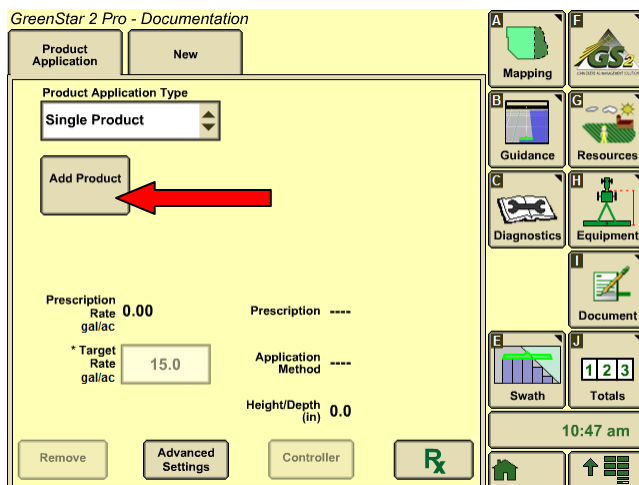 GreenStar 2 Pro - Documentation
Product
Application
New
Product Application Type
Single Product
Add Product
Prescription
Rate 0.00
gal/ac
Prescription ----
* Target
Rate
gal/ac
15.0
Application
Method ----
Height/Depth
(in) 0.0
Remove
Advanced
Settings
Controller
Rx
A
Mapping
F
GS2
B
Guidance
G
Resources
C
Diagnostics
H
Equipment
I
Document
E
Swath
J
1 2 3
Totals
10:47 am